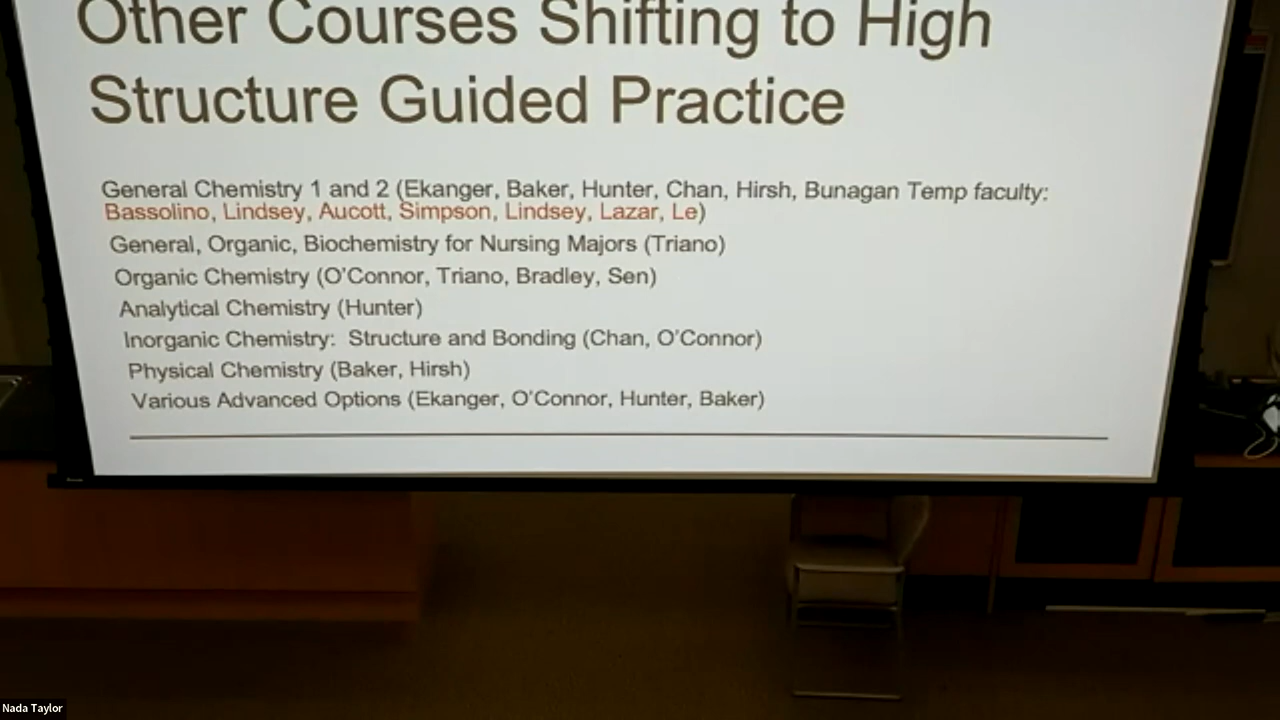 Other Courses Shifting to High
Structure Guided Practice
General Chemistry 1 and 2 (Ekanger, Baker, Hunter, Chan, Hirsh, Bunagan Temp faculty:
Bassolino, Lindsey, Aucott, Simpson, Lindsey, Lazar, Le)
General, Organic, Biochemistry for Nursing Majors (Triano)
Organic Chemistry (O'Connor, Triano, Bradley, Sen)
Analytical Chemistry (Hunter)
Inorganic Chemistry: Structure and Bonding (Chan, O'Connor)
Physical Chemistry (Baker, Hirsh)
Various Advanced Options (Ekanger, O'Connor, Hunter, Baker)
Nada Taylor